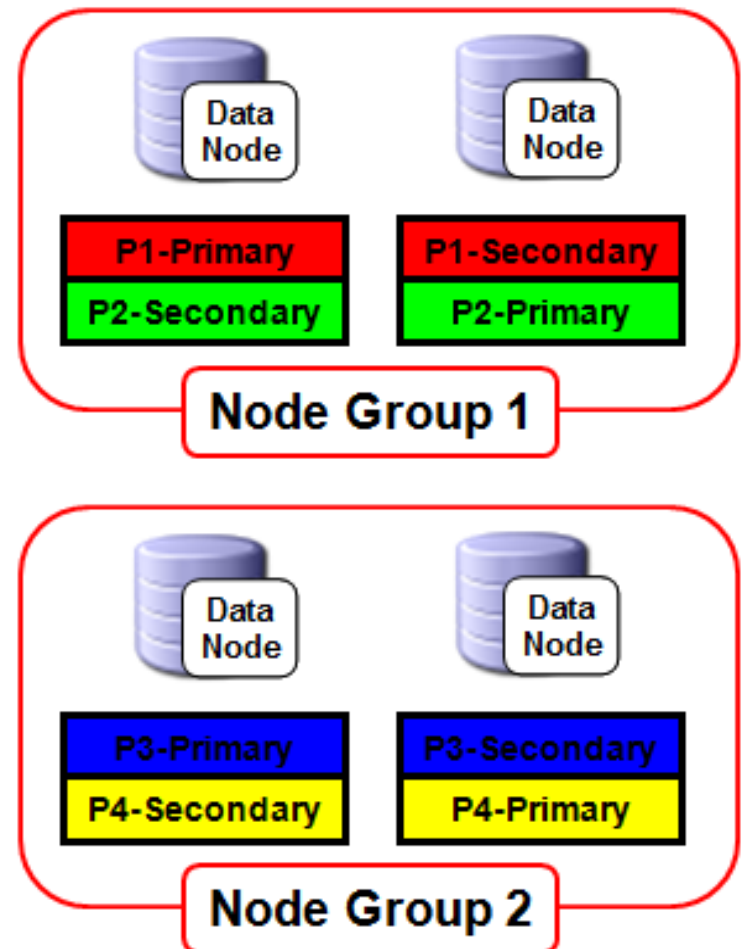 Data
Node
Data
Node
P1-Primary
P2-Secondary
P1-Secondary
P2-Primary
Node Group 1
Data
Node
Data
Node
P3-Primary
P4-Secondary
P3-Secondary
P4-Primary
Node Group 2